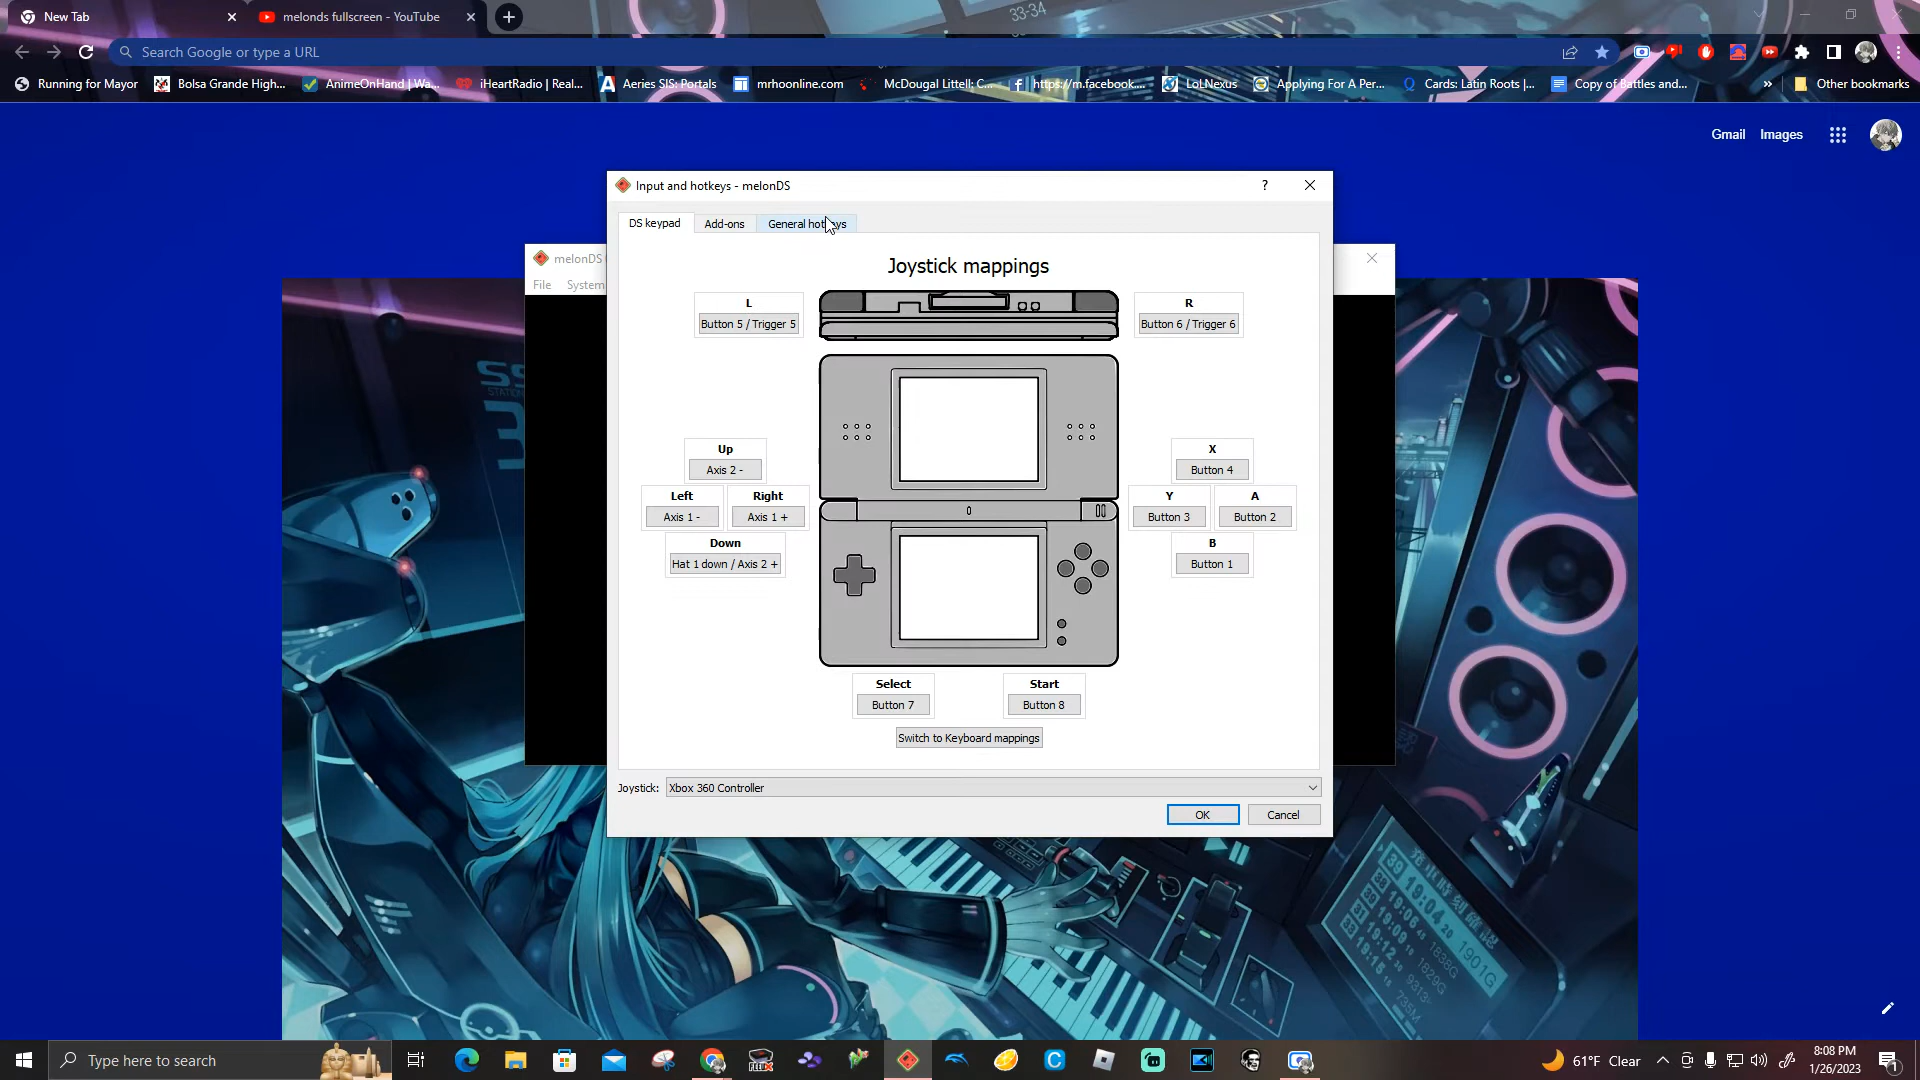 New Tab
melonds fullscreen - YouTube
33-34
Search Google or type a URL
Running for Mayor
Bolsa Grande High...
AnimeOnHand | Wa...
iHeartRadio | Real...
Aeries SIS: Portals
mrhoonline.com
McDougal Littell: C...
https://m.facebook....
LoLNexus
Applying For A Per...
Cards: Latin Roots |...
Copy of Battles and...
»
Other bookmarks
Gmail
Images
Input and hotkeys - melonDS
?
DS keypad
Add-ons
General hotkeys
melonDS
File
System
Joystick mappings
L
Button 5 / Trigger 5
R
Button 6 / Trigger 6
Up
Axis 2 -
Left
Axis 1 -
Right
Axis 1 +
Down
Hat 1 down / Axis 2 +
X
Button 4
Y
Button 3
A
Button 2
B
Button 1
Select
Button 7
Start
Button 8
Switch to Keyboard mappings
Joystick:
Xbox 360 Controller
OK
Cancel
Type here to search
61°F Clear
8:08 PM
1/26/2023